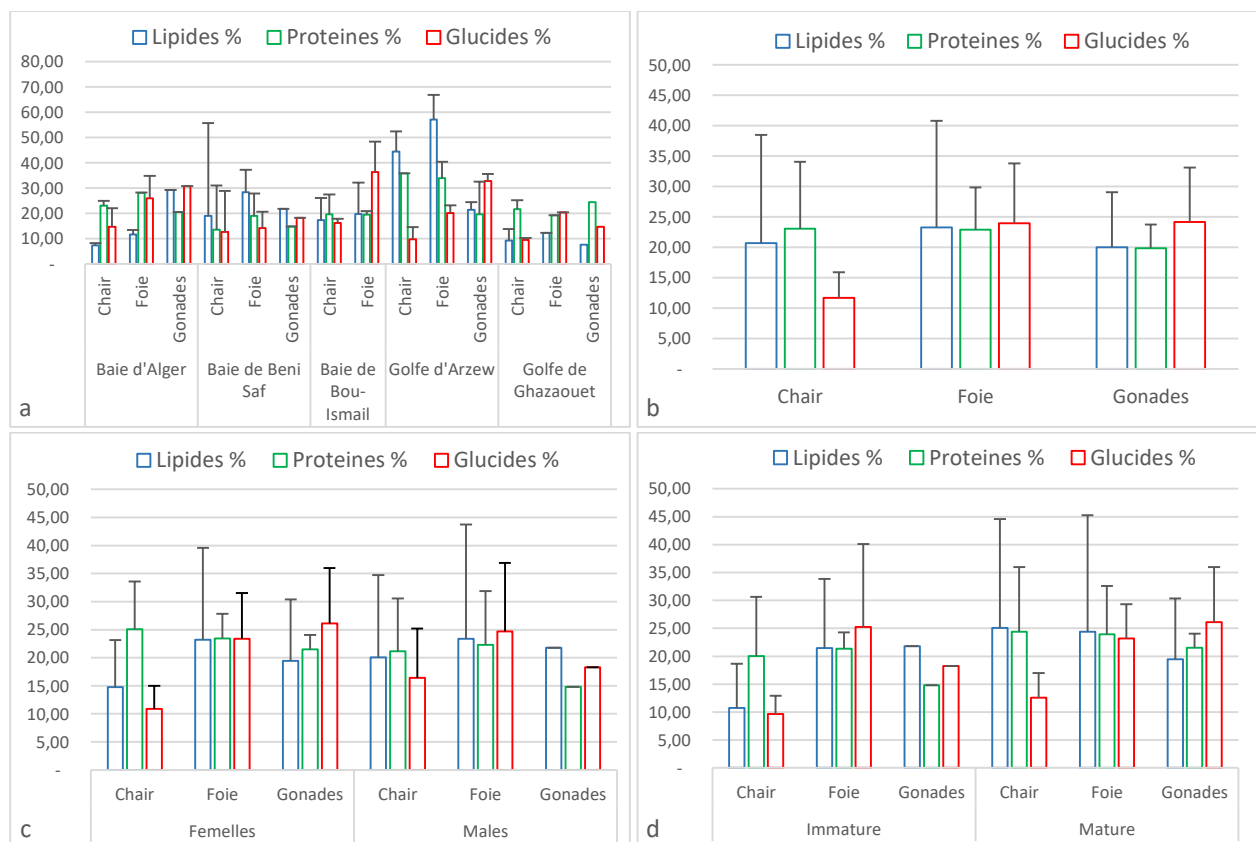 Lipides % Proteines % Glucides %
80,00
70,00
60,00
50,00
40,00
30,00
20,00
10,00
-
Chair Foie Gonades Chair Foie Gonades Chair Foie Chair Foie Gonades Chair Foie Gonades
Baie d'Alger Baie de Beni Saf Baie de Bou-Ismail Golfe d'Arzew Golfe de Ghazaouet
a
Lipides % Proteines % Glucides %
50,00
45,00
40,00
35,00
30,00
25,00
20,00
15,00
10,00
5,00
-
Chair Foie Gonades
b
Lipides % Proteines % Glucides %
50,00
45,00
40,00
35,00
30,00
25,00
20,00
15,00
10,00
5,00
-
Chair Foie Gonades Chair Foie Gonades
Femelles Males
c
Lipides % Proteines % Glucides %
50,00
45,00
40,00
35,00
30,00
25,00
20,00
15,00
10,00
5,00
-
Chair Foie Gonades Chair Foie Gonades
Immature Mature
d